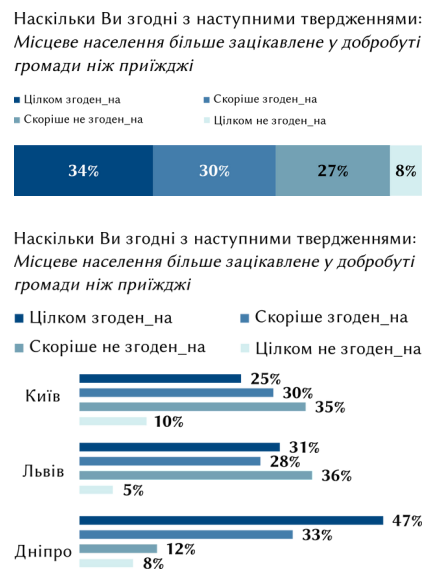 Наскільки Ви згодні з наступними твердженнями:
Місцеве населення більше зацікавлене у добробуті
громади ніж приїжджі
Цілком згоден_на Скоріше згоден_на
Скоріше не згоден_на Цілком не згоден_на
34% 30% 27% 8%
Наскільки Ви згодні з наступними твердженнями:
Місцеве населення більше зацікавлене у добробуті
громади ніж приїжджі
Цілком згоден_на Скоріше згоден_на
Скоріше не згоден_на Цілком не згоден_на
25%
Київ 30%
35%
10%
31%
Львів 28%
36%
5%
47%
33%
Дніпро 12%
8%